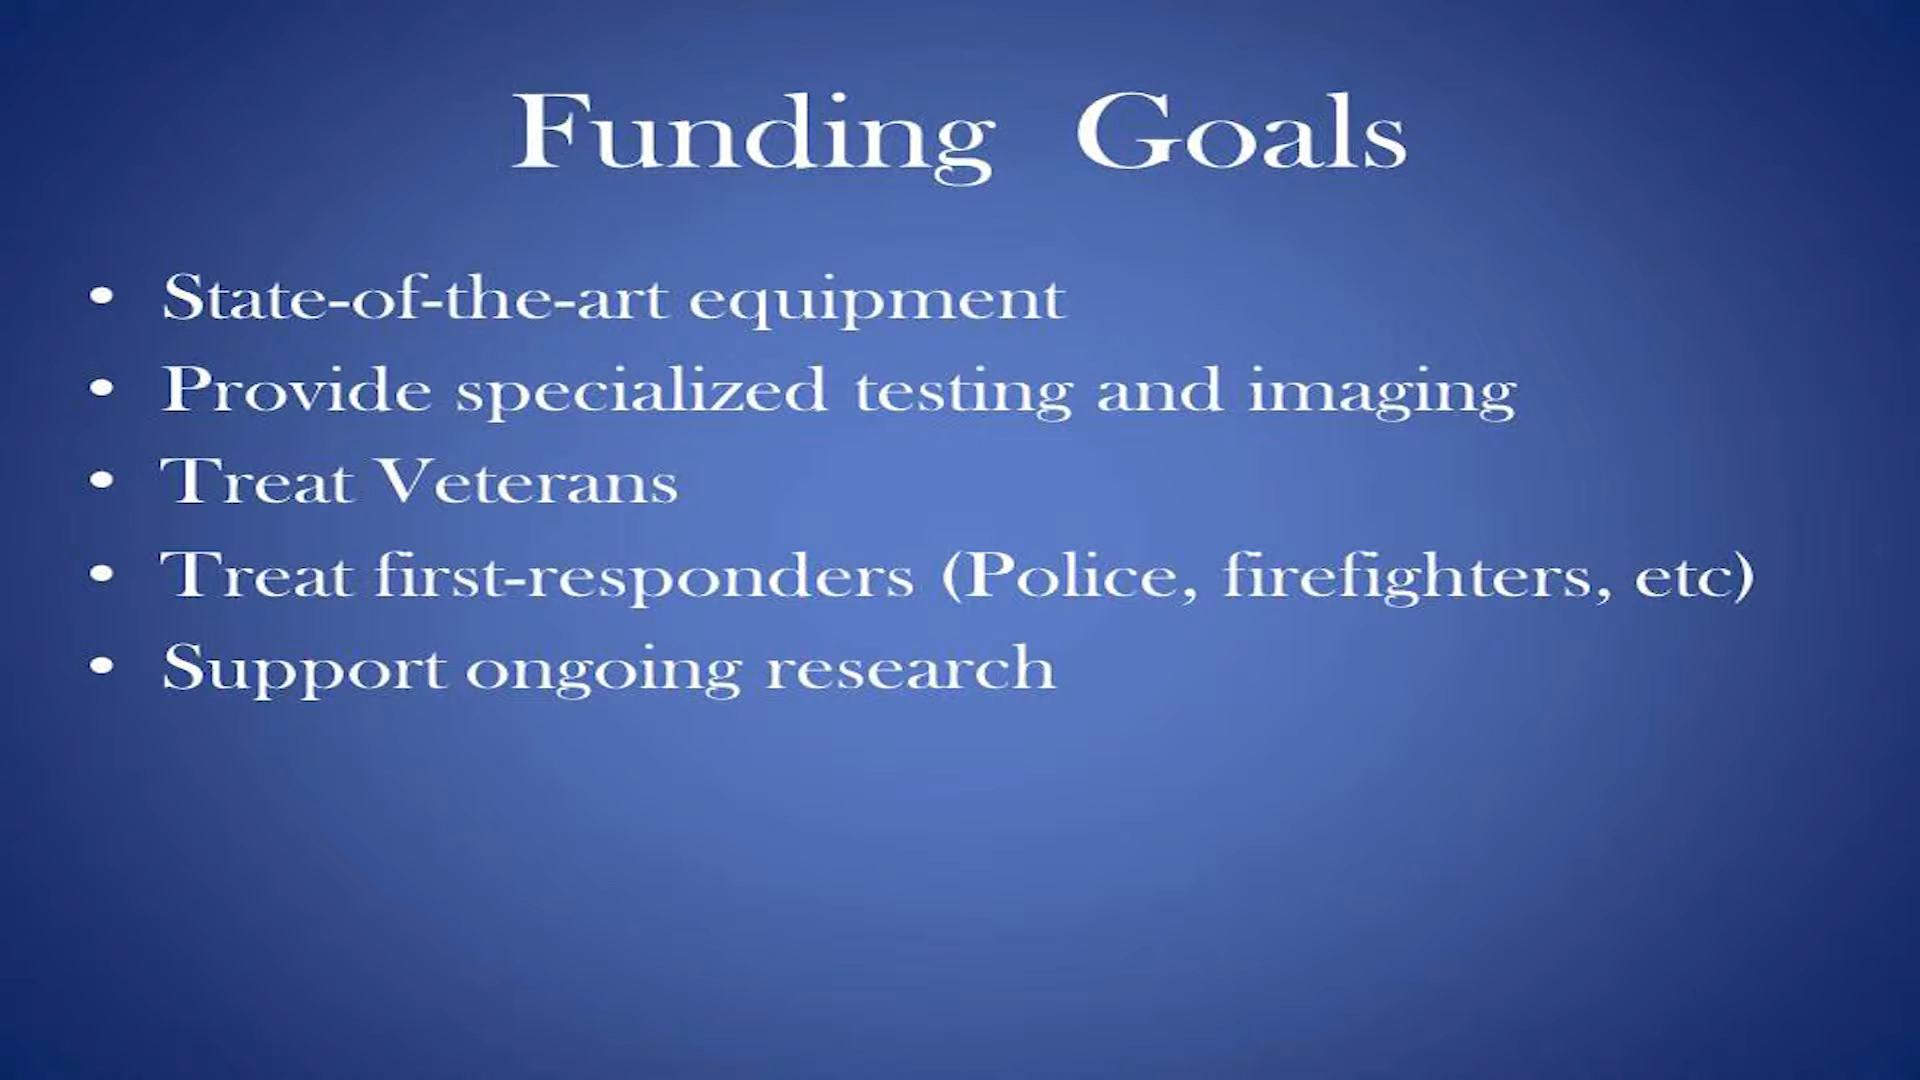 Funding Goals
• State-of-the-art equipment
• Provide specialized testing and imaging
• Treat Veterans
• Treat first-responders (Police, firefighters, etc)
• Support ongoing research